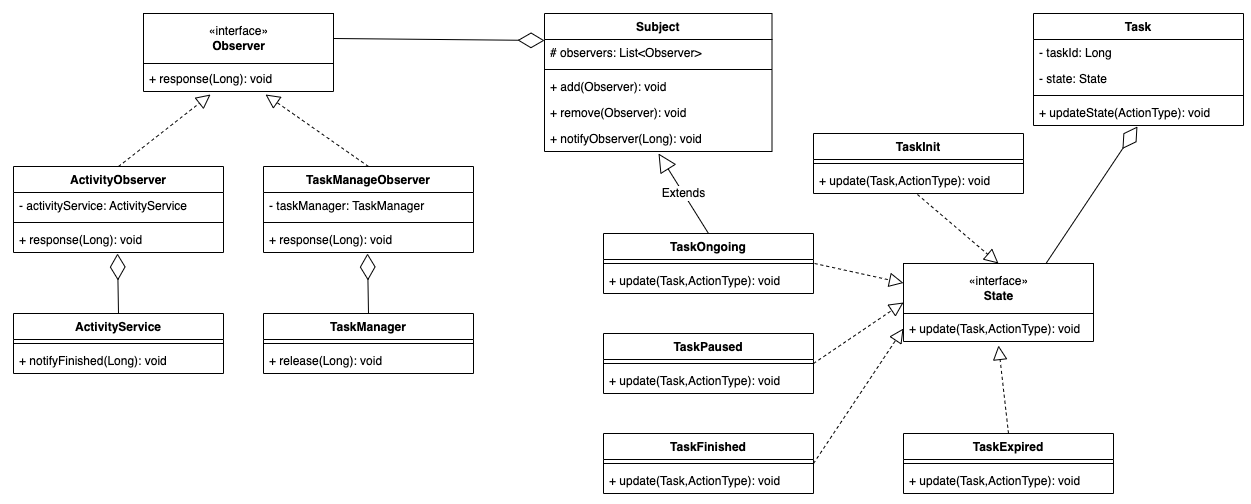 «interface»
Observer
+ response(Long): void
Subject
# observers: List<Observer>
+ add(Observer): void
+ remove(Observer): void
+ notifyObserver(Long): void
Task
- taskId: Long
- state: State
+ updateState(ActionType): void
TaskInit
+ update(Task,ActionType): void
ActivityObserver
- activityService: ActivityService
+ response(Long): void
TaskManageObserver
- taskManager: TaskManager
+ response(Long): void
Extends
TaskOngoing
+ update(Task,ActionType): void
«interface»
State
+ update(Task,ActionType): void
ActivityService
+ notifyFinished(Long): void
TaskManager
+ release(Long): void
TaskPaused
+ update(Task,ActionType): void
TaskFinished
+ update(Task,ActionType): void
TaskExpired
+ update(Task,ActionType): void